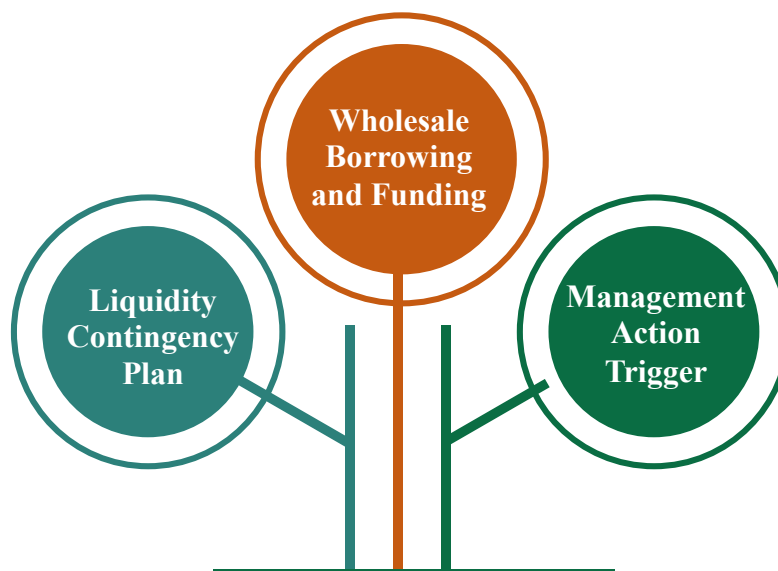 Wholesale
Borrowing
and Funding
Liquidity
Contingency
Plan
Management
Action
Trigger